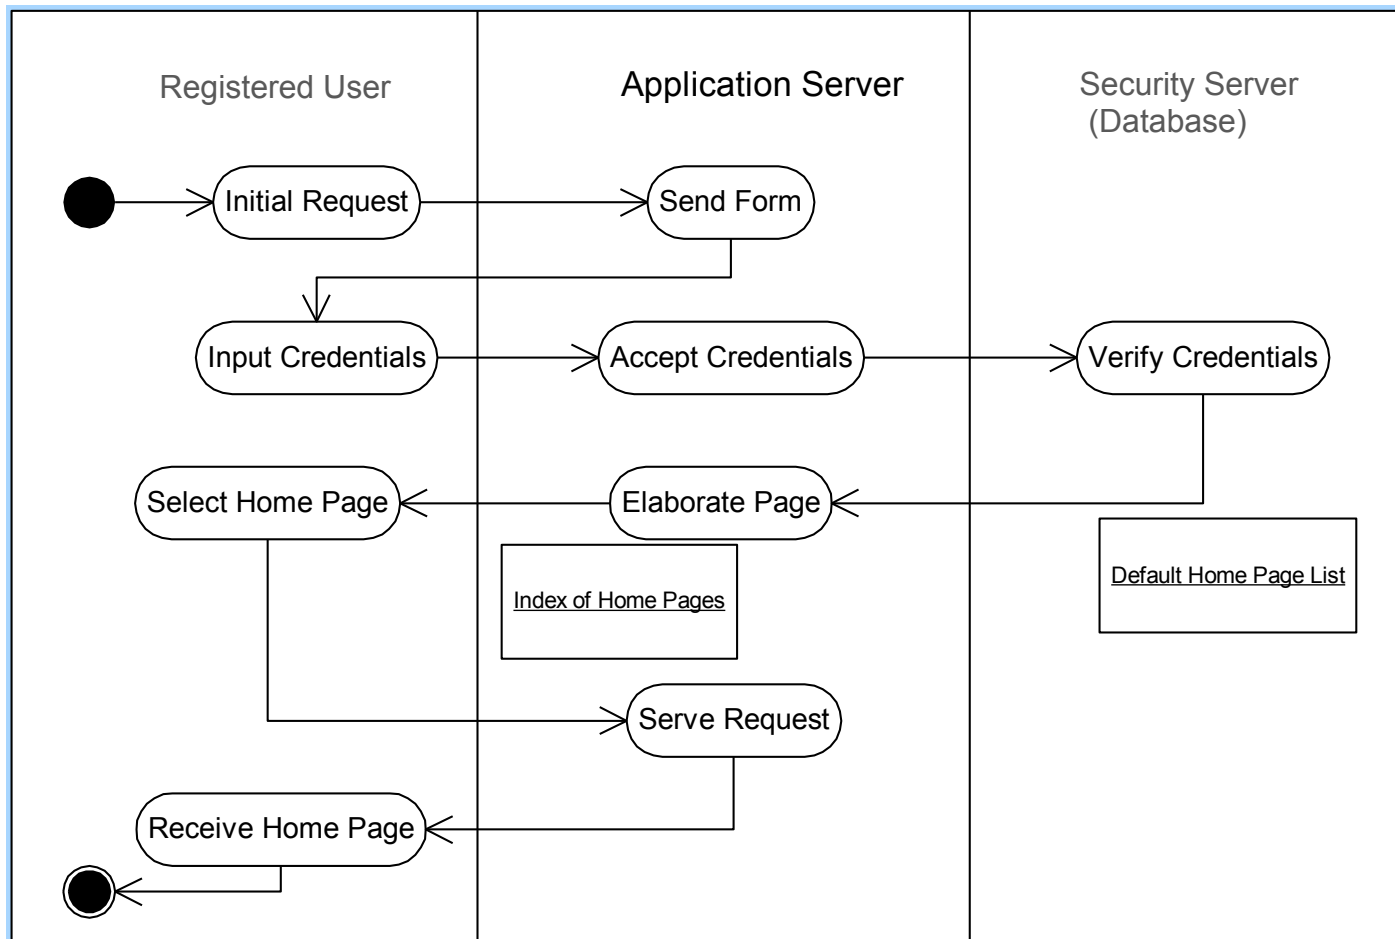 Registered User
Application Server
Security Server
(Database)
Initial Request
Send Form
Input Credentials
Accept Credentials
Verify Credentials
Select Home Page
Elaborate Page
Index of Home Pages
Default Home Page List
Serve Request
Receive Home Page